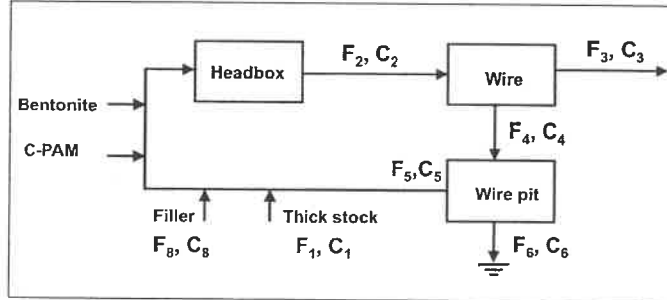 F2, C2
F3, C3
Headbox
Wire
Bentonite
F4, C4
C-PAM
F5,C5
Wire pit
Filler
Thick stock
F8, C8
F1, C1
F6, C6